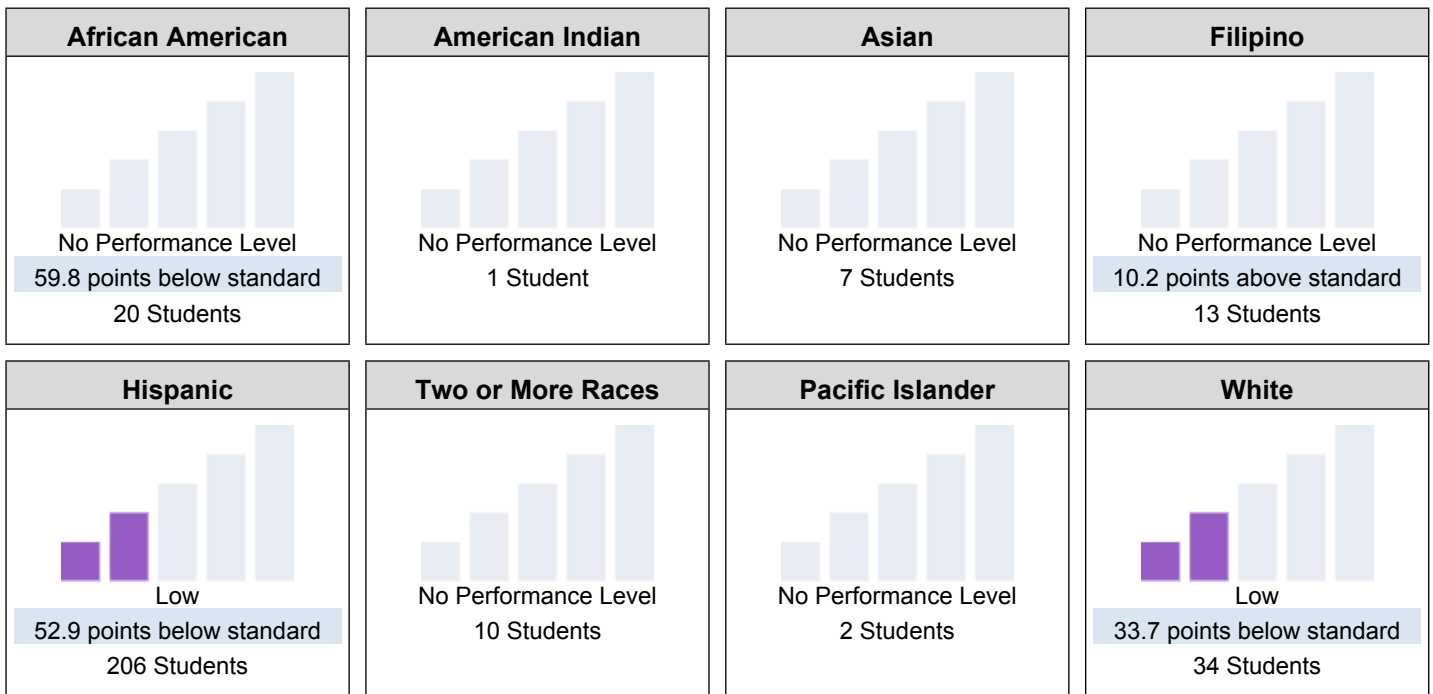 African American
No Performance Level
59.8 points below standard
20 Students
American Indian
No Performance Level
1 Student
Asian
No Performance Level
7 Students
Filipino
No Performance Level
10.2 points above standard
13 Students
Hispanic
Low
52.9 points below standard
206 Students
Two or More Races
No Performance Level
10 Students
Pacific Islander
No Performance Level
2 Students
White
Low
33.7 points below standard
34 Students